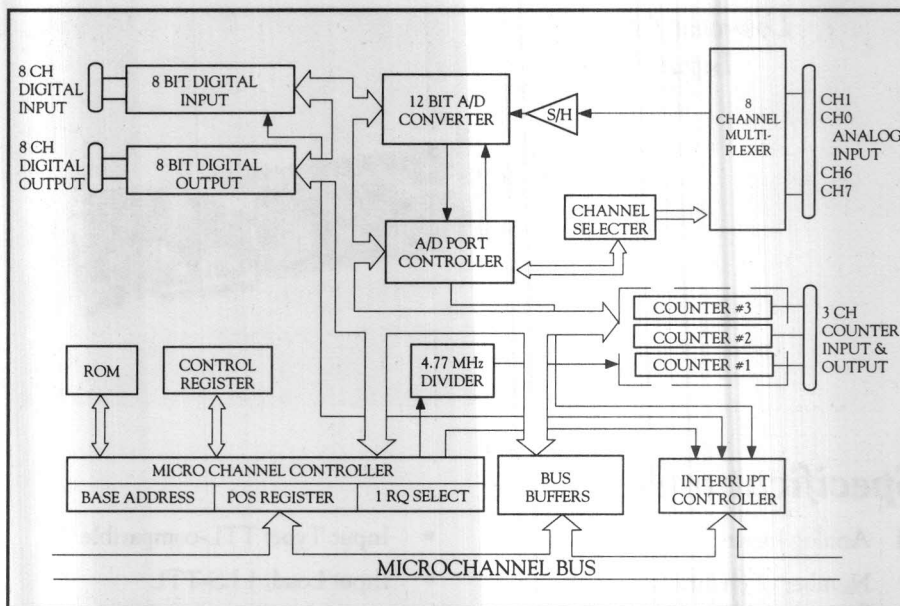 8 CH
DIGITAL
INPUT
8 BIT DIGITAL
INPUT
12 BIT A/D
CONVERTER
S/H
8
CHANNEL
MULTI-
PLEXER
CH1
CH0
ANALOG
INPUT
CH6
CH7
8 CH
DIGITAL
OUTPUT
8 BIT DIGITAL
OUTPUT
CHANNEL
SELECTER
A/D PORT
CONTROLLER
COUNTER #3
COUNTER #2
COUNTER #1
3 CH
COUNTER
INPUT &
OUTPUT
ROM
CONTROL
REGISTER
4.77 MHz
DIVIDER
MICRO CHANNEL CONTROLLER
BASE ADDRESS
POS REGISTER
1 RQ SELECT
BUS
BUFFERS
INTERRUPT
CONTROLLER
MICROCHANNEL BUS